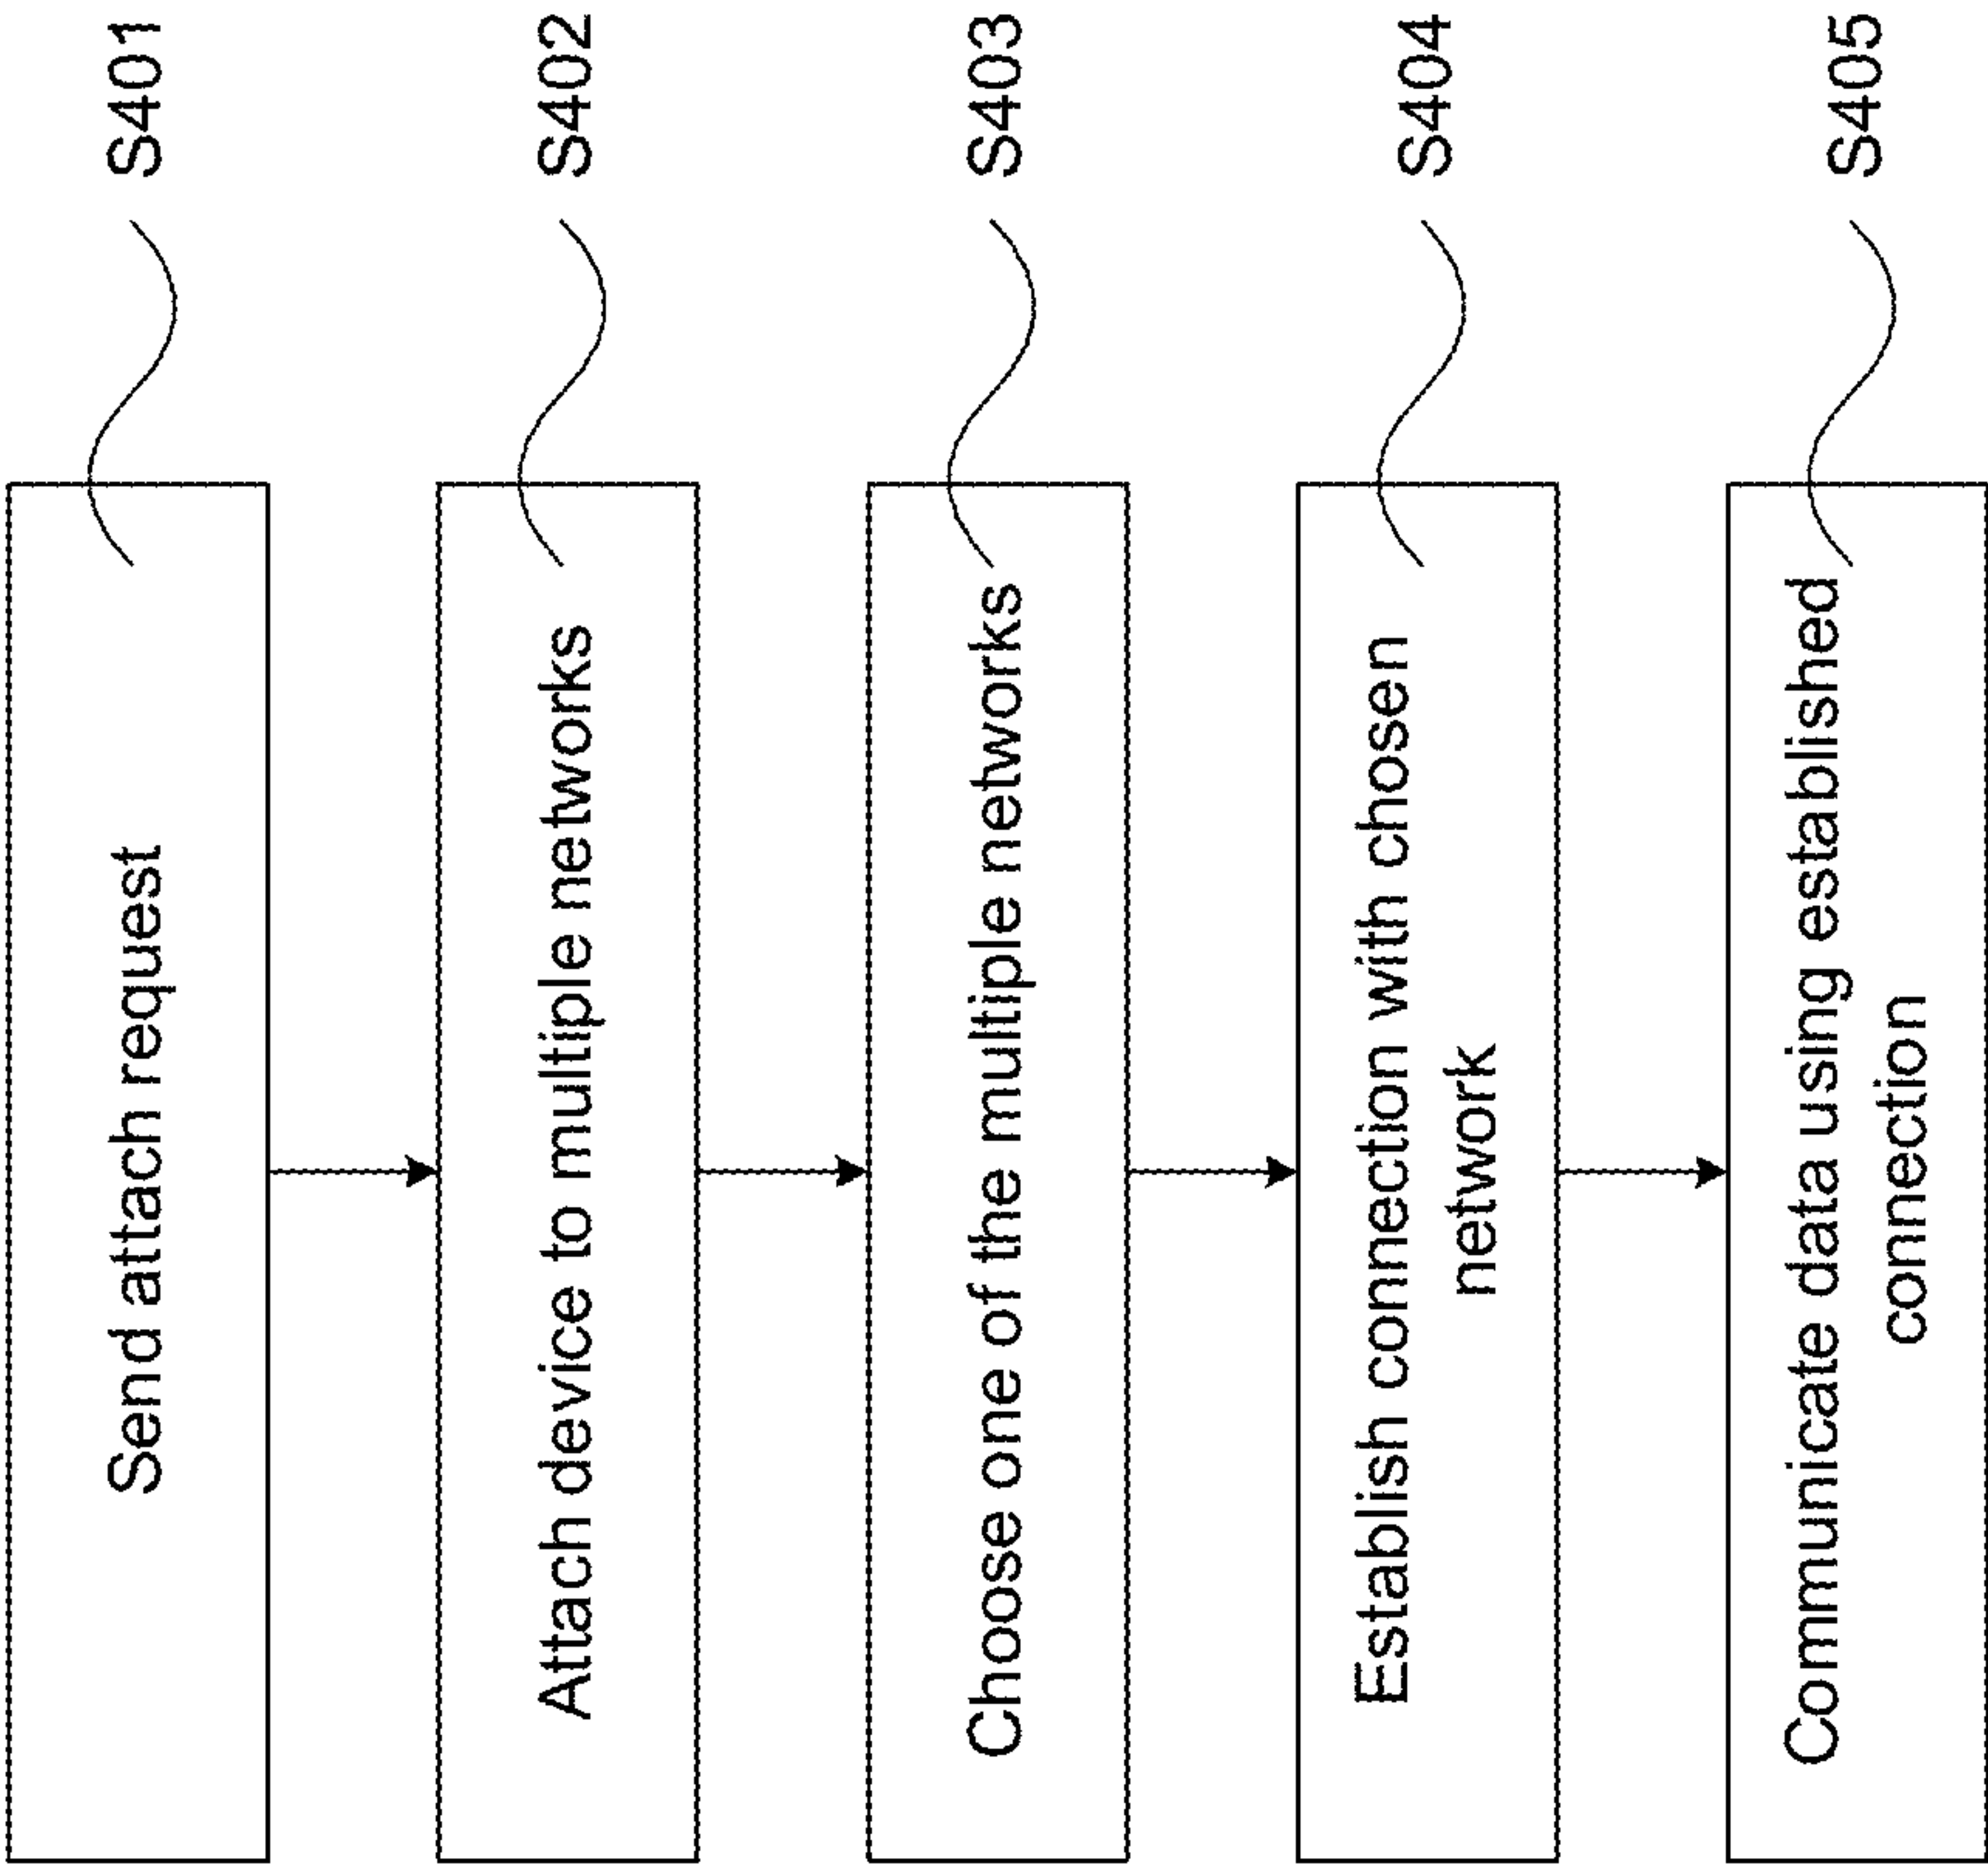 Send attach request
S401
Attach device to multiple networks
S402
Choose one of the multiple networks
S403
Establish connection with chosen
network
S404
Communicate data using established
connection
S405